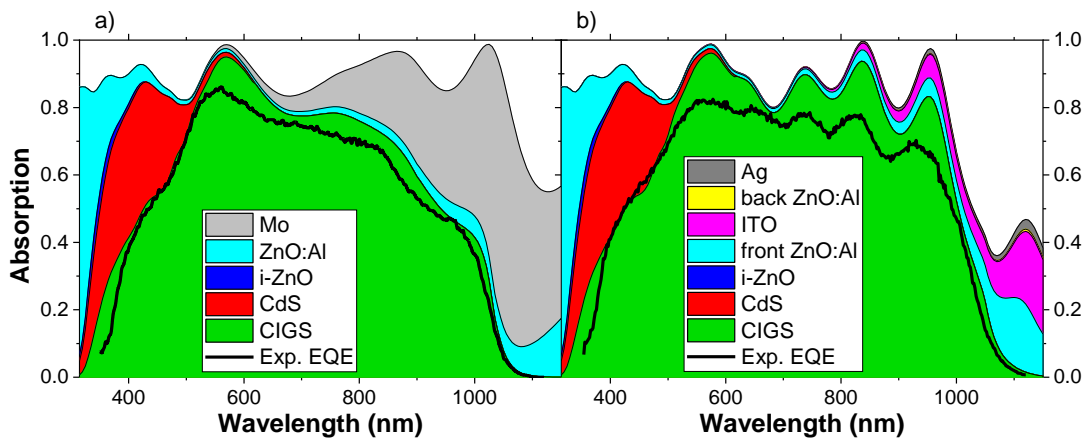 a)
b)
1.0
0.8
0.6
0.4
0.2
0.0
Absorption
Mo
ZnO:Al
i-ZnO
CdS
CIGS
Exp. EQE
400
600
800
1000
Wavelength (nm)
Ag
back ZnO:Al
ITO
front ZnO:Al
i-ZnO
CdS
CIGS
Exp. EQE
400
600
800
1000
Wavelength (nm)
1.0
0.8
0.6
0.4
0.2
0.0